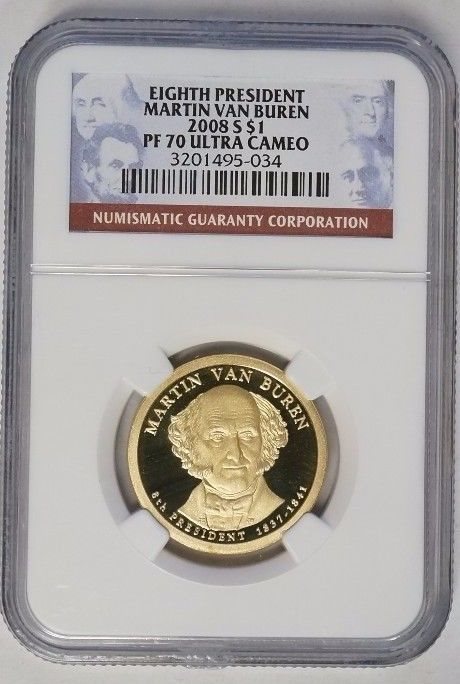 EIGHTH PRESIDENT
MARTIN VAN BUREN
2008 S $1
PF 70 ULTRA CAMEO
3201495-034
NUMISMATIC GUARANTY CORPORATION
MARTIN VAN BUREN
8th PRESIDENT 1837-1841